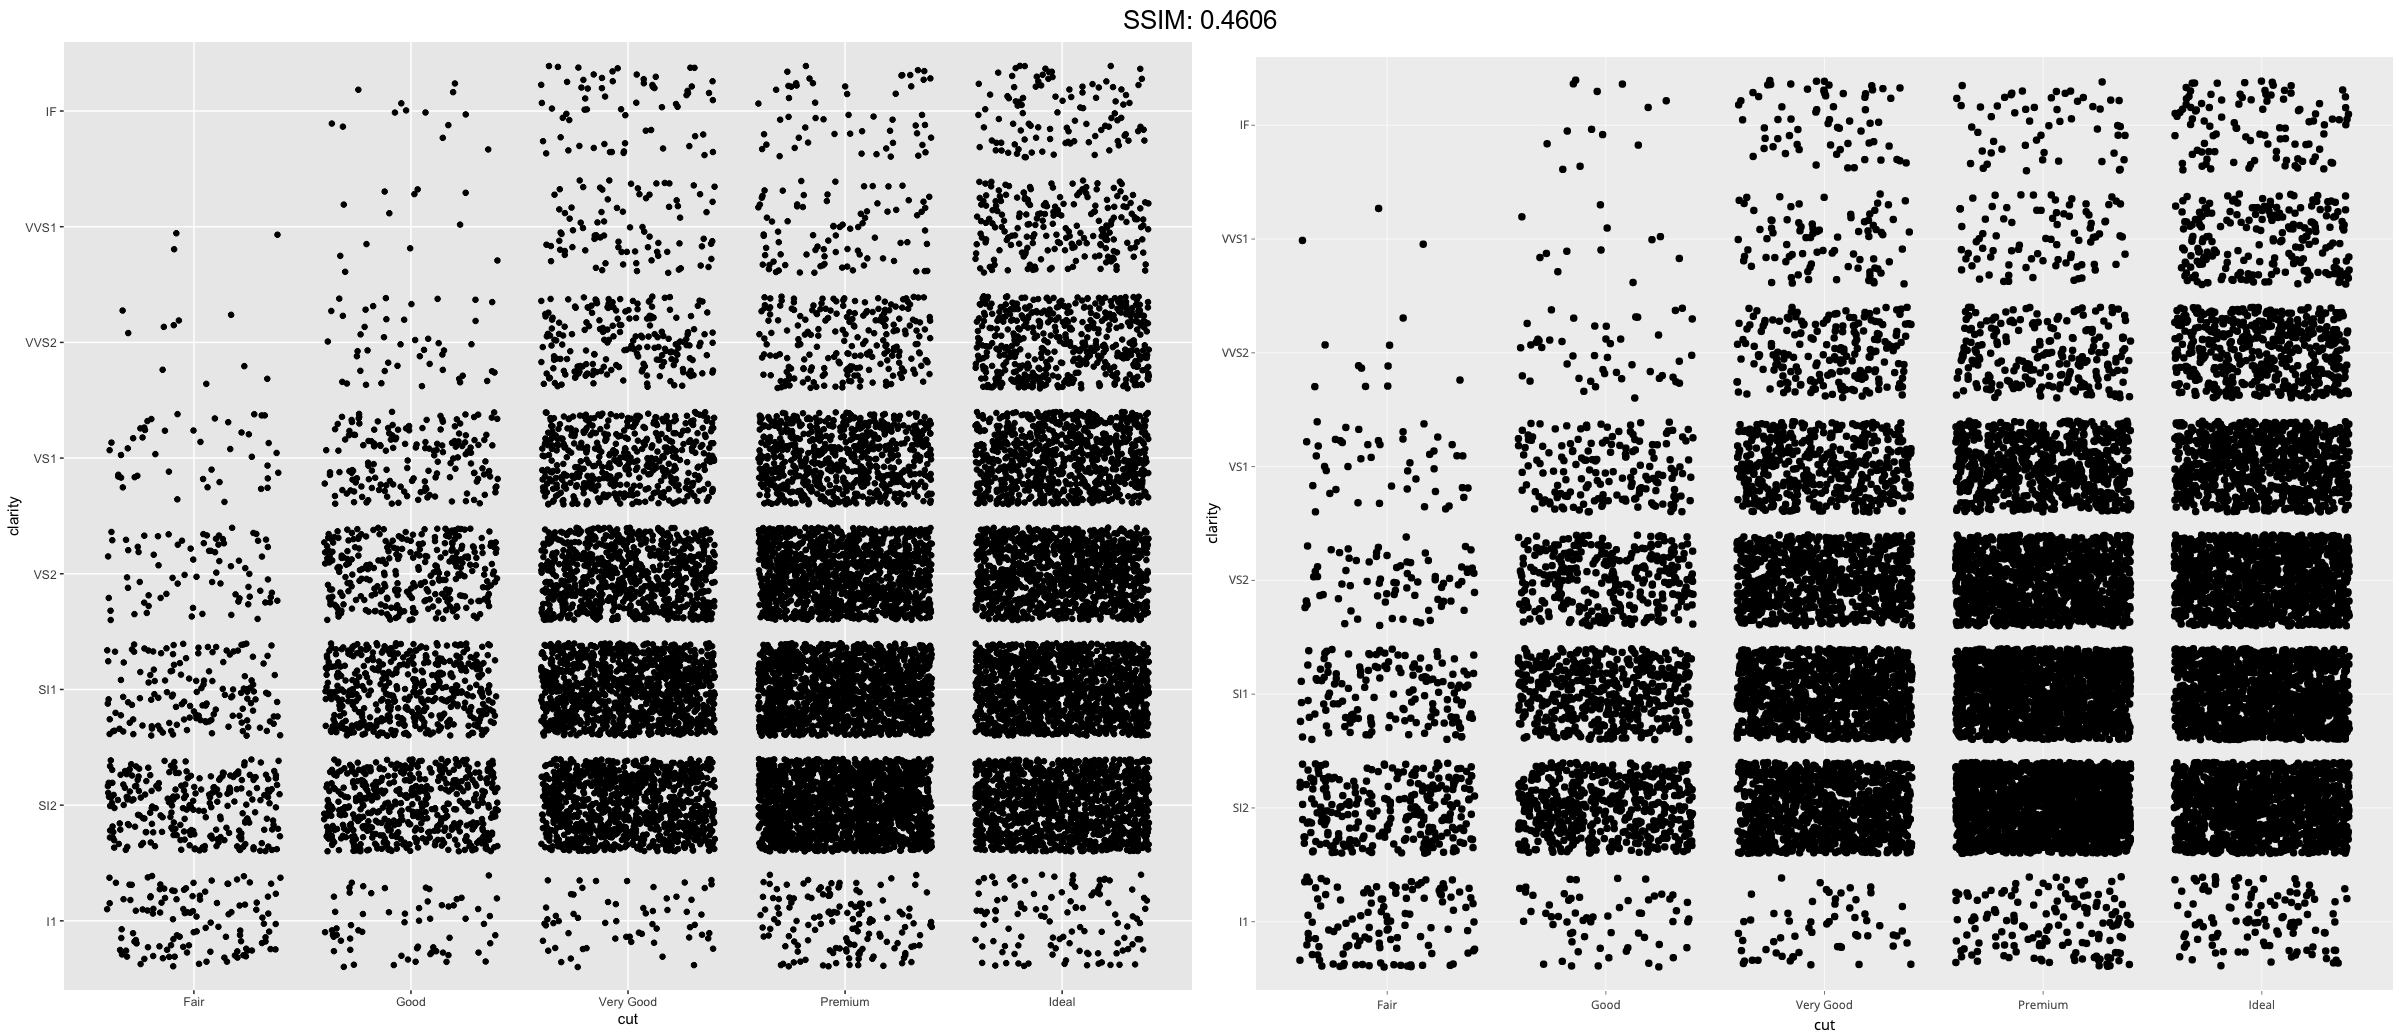 SSIM: 0.4606
clarity
IF
VVS1
VVS2
VS1
VS2
SI1
SI2
I1
Fair Good Very Good Premium Ideal
cut
clarity
IF
VVS1
VVS2
VS1
VS2
SI1
SI2
I1
Fair Good Very Good Premium Ideal
cut